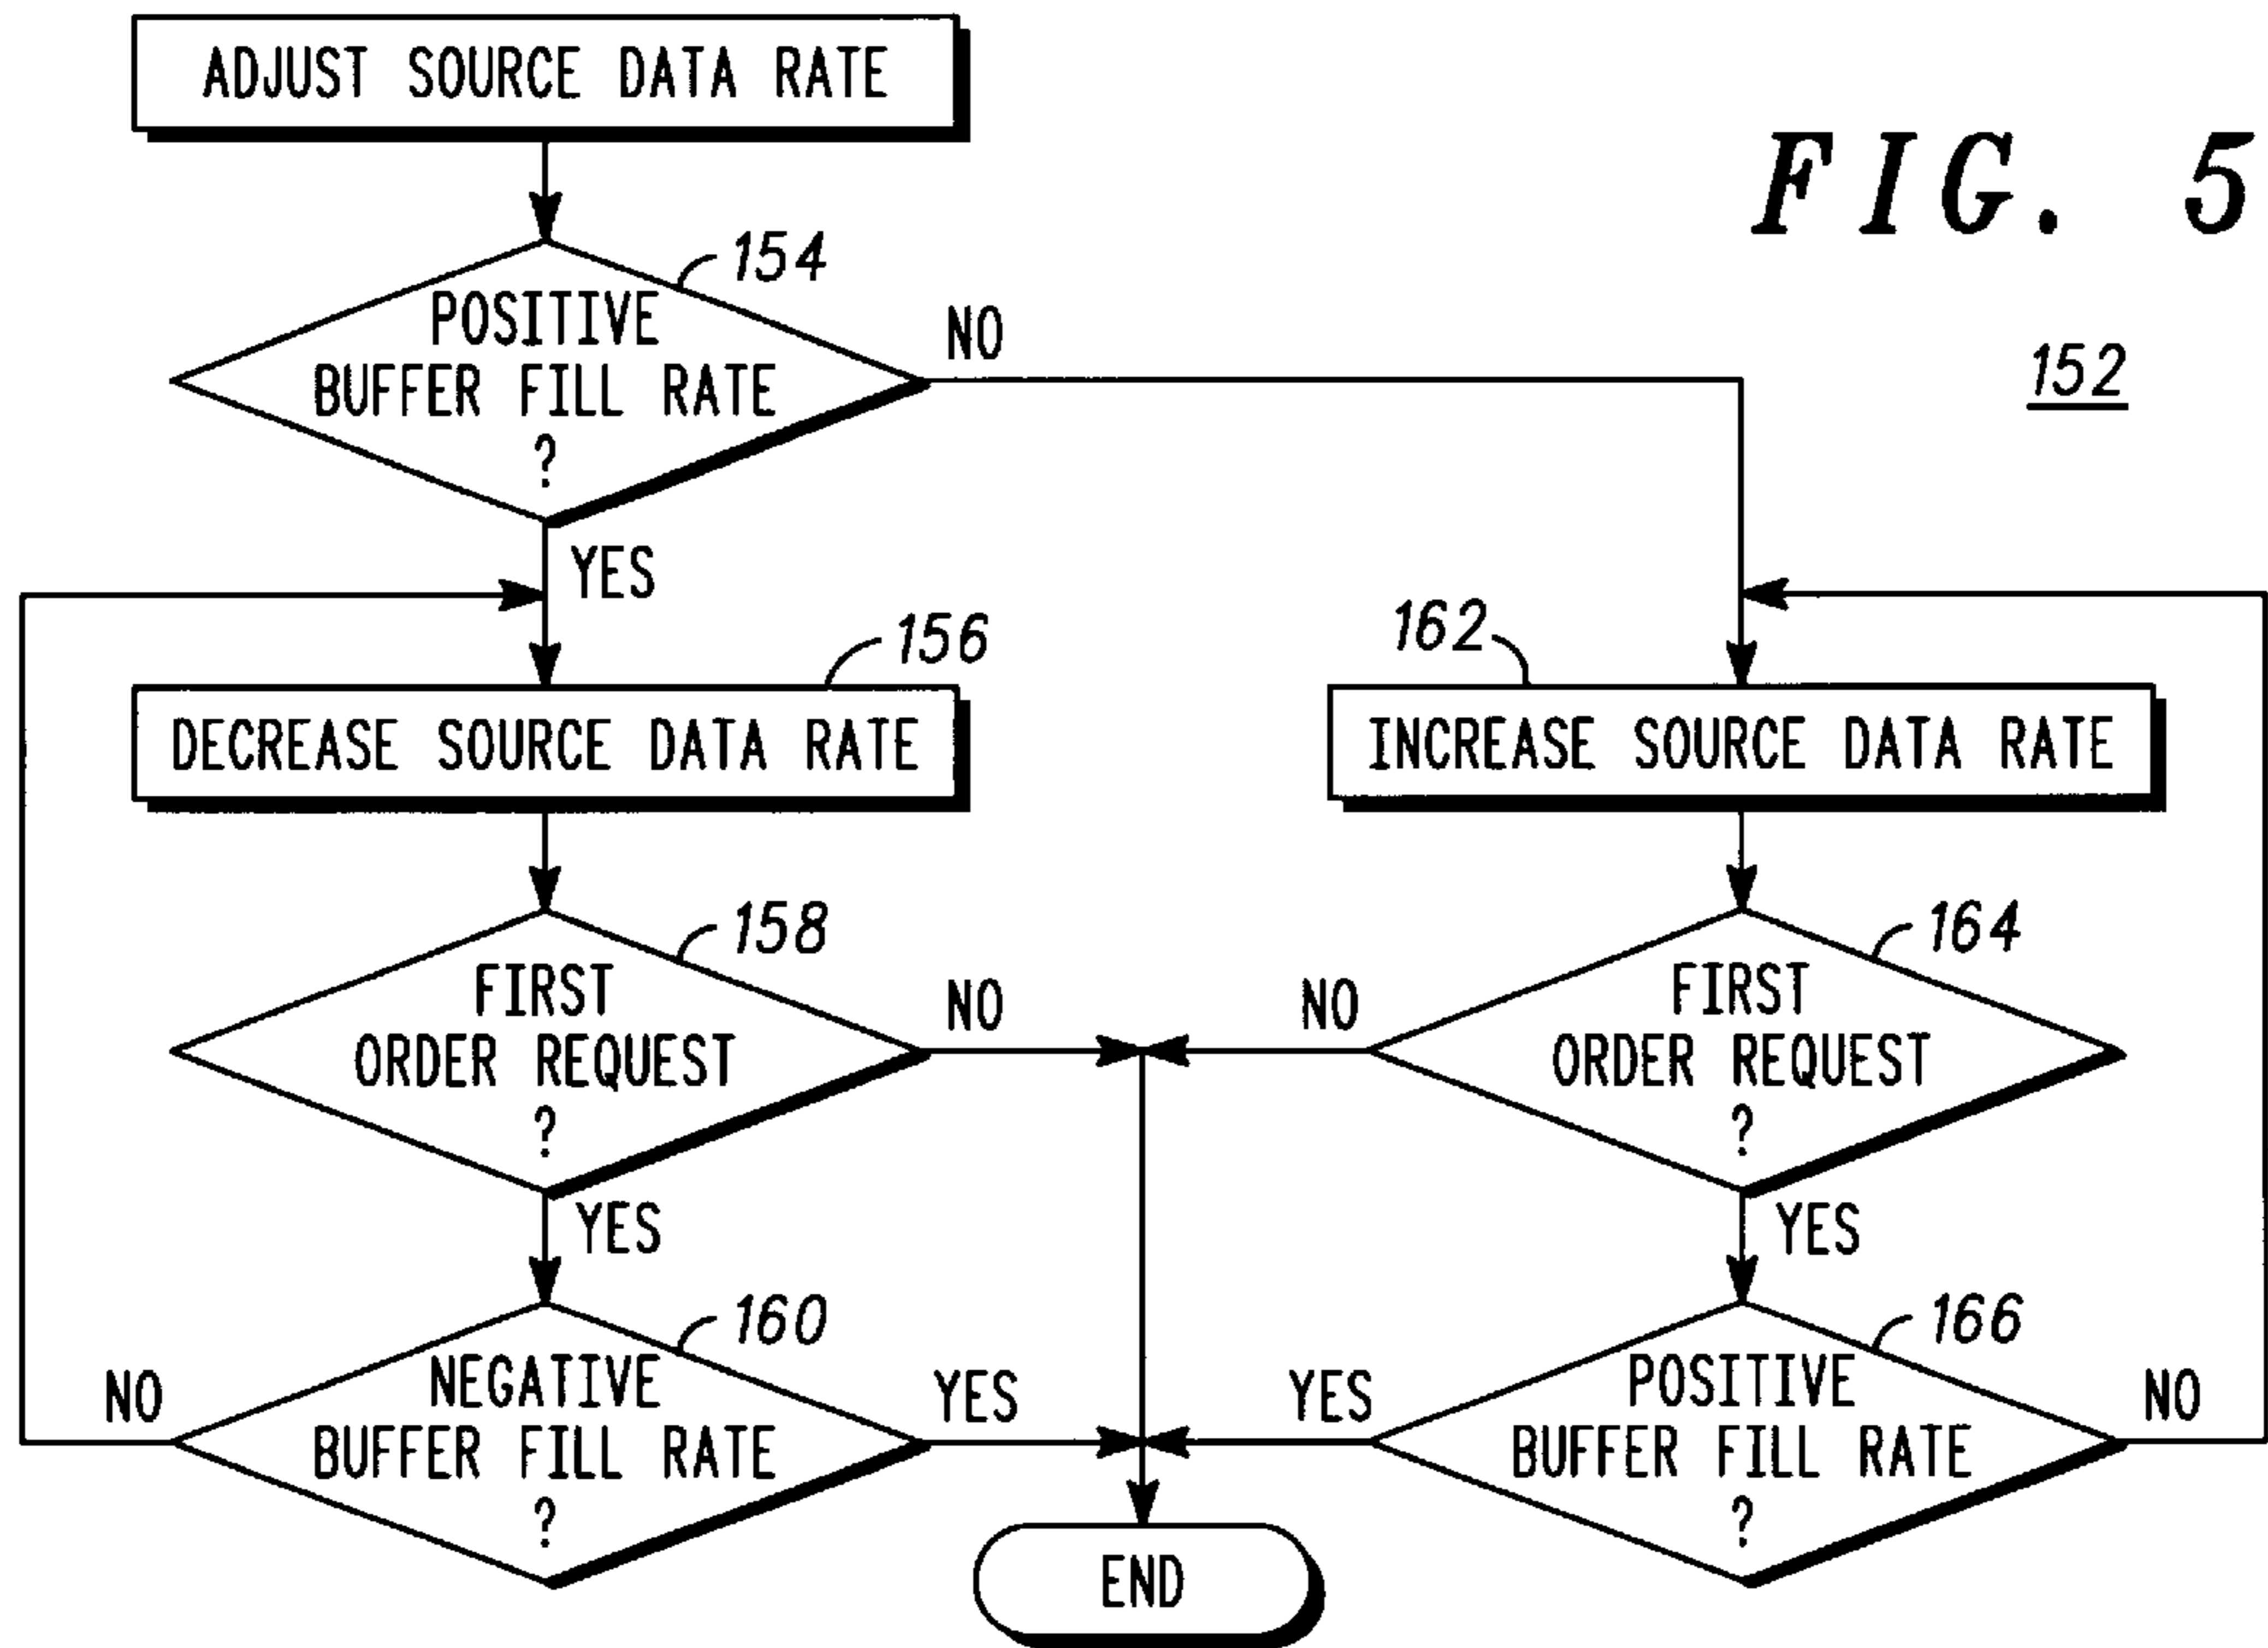 ADJUST SOURCE DATA RATE
FIG. 5
154
POSITIVE
BUFFER FILL RATE
?
NO
152
YES
156
DECREASE SOURCE DATA RATE
162
INCREASE SOURCE DATA RATE
158
FIRST
ORDER REQUEST
?
NO
NO
164
FIRST
ORDER REQUEST
?
YES
YES
160
NEGATIVE
BUFFER FILL RATE
?
NO
YES
YES
166
POSITIVE
BUFFER FILL RATE
?
NO
END